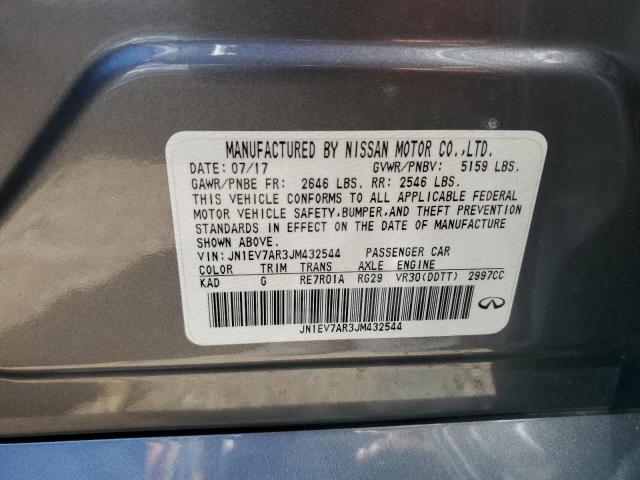 MANUFACTURED BY NISSAN MOTOR CO.,LTD.
DATE: 07/17 GVWR/PNBV: 5159 LBS.
GAWR/PNBE FR: 2646 LBS. RR: 2546 LBS.
THIS VEHICLE CONFORMS TO ALL APPLICABLE FEDERAL
MOTOR VEHICLE SAFETY,BUMPER,AND THEFT PREVENTION
STANDARDS IN EFFECT ON THE DATE OF MANUFACTURE
SHOWN ABOVE.
VIN: JN1EV7AR3JM432544 PASSENGER CAR
COLOR TRIM TRANS AXLE ENGINE
KAD G RE7R01A RG29 VR30(DDTT) 2997CC
JN1EV7AR3JM432544